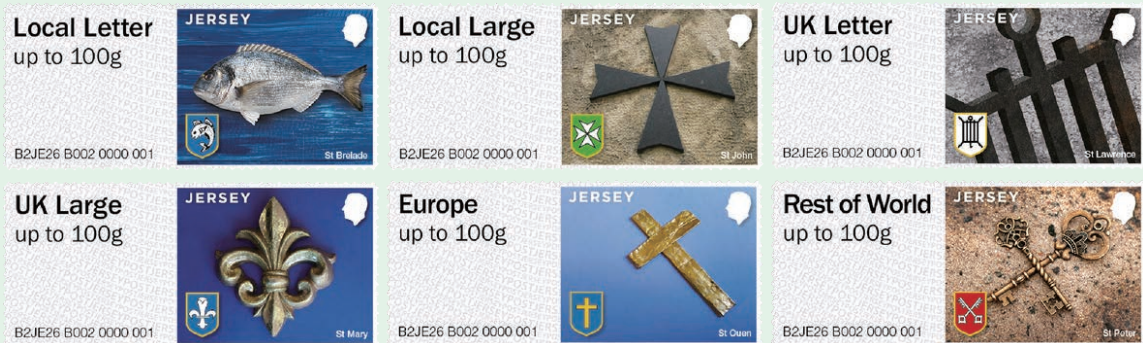 Local Letter
up to 100g
JERSEY
St Brelade
B2JE26 B002 0000 001
Local Large
up to 100g
JERSEY
St John
B2JE26 B002 0000 001
UK Letter
up to 100g
JERSEY
St Lawrence
B2JE26 B002 0000 001
UK Large
up to 100g
JERSEY
St Mary
B2JE26 B002 0000 001
Europe
up to 100g
JERSEY
St Ouen
B2JE26 B002 0000 001
Rest of World
up to 100g
JERSEY
St Peter
B2JE26 B002 0000 001